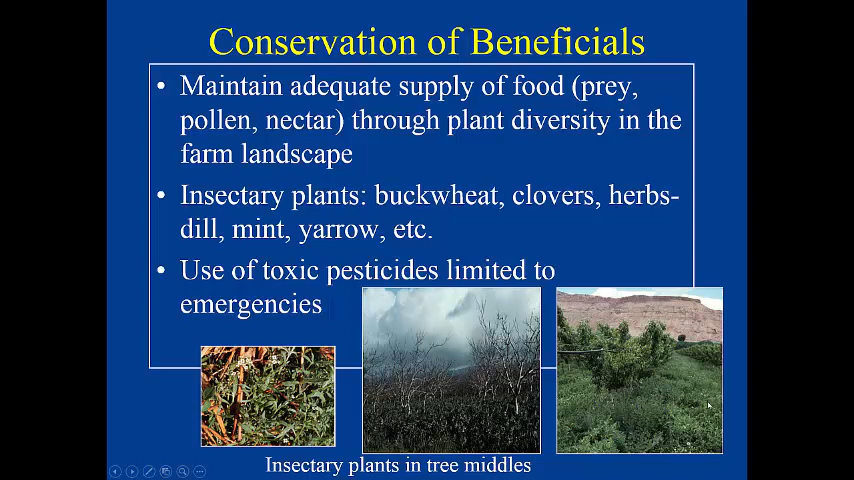 Conservation of Beneficials
• Maintain adequate supply of food (prey,
pollen, nectar) through plant diversity in the
farm landscape
• Insectary plants: buckwheat, clovers, herbs-
dill, mint, yarrow, etc.
• Use of toxic pesticides limited to
emergencies
Insectary plants in tree middles